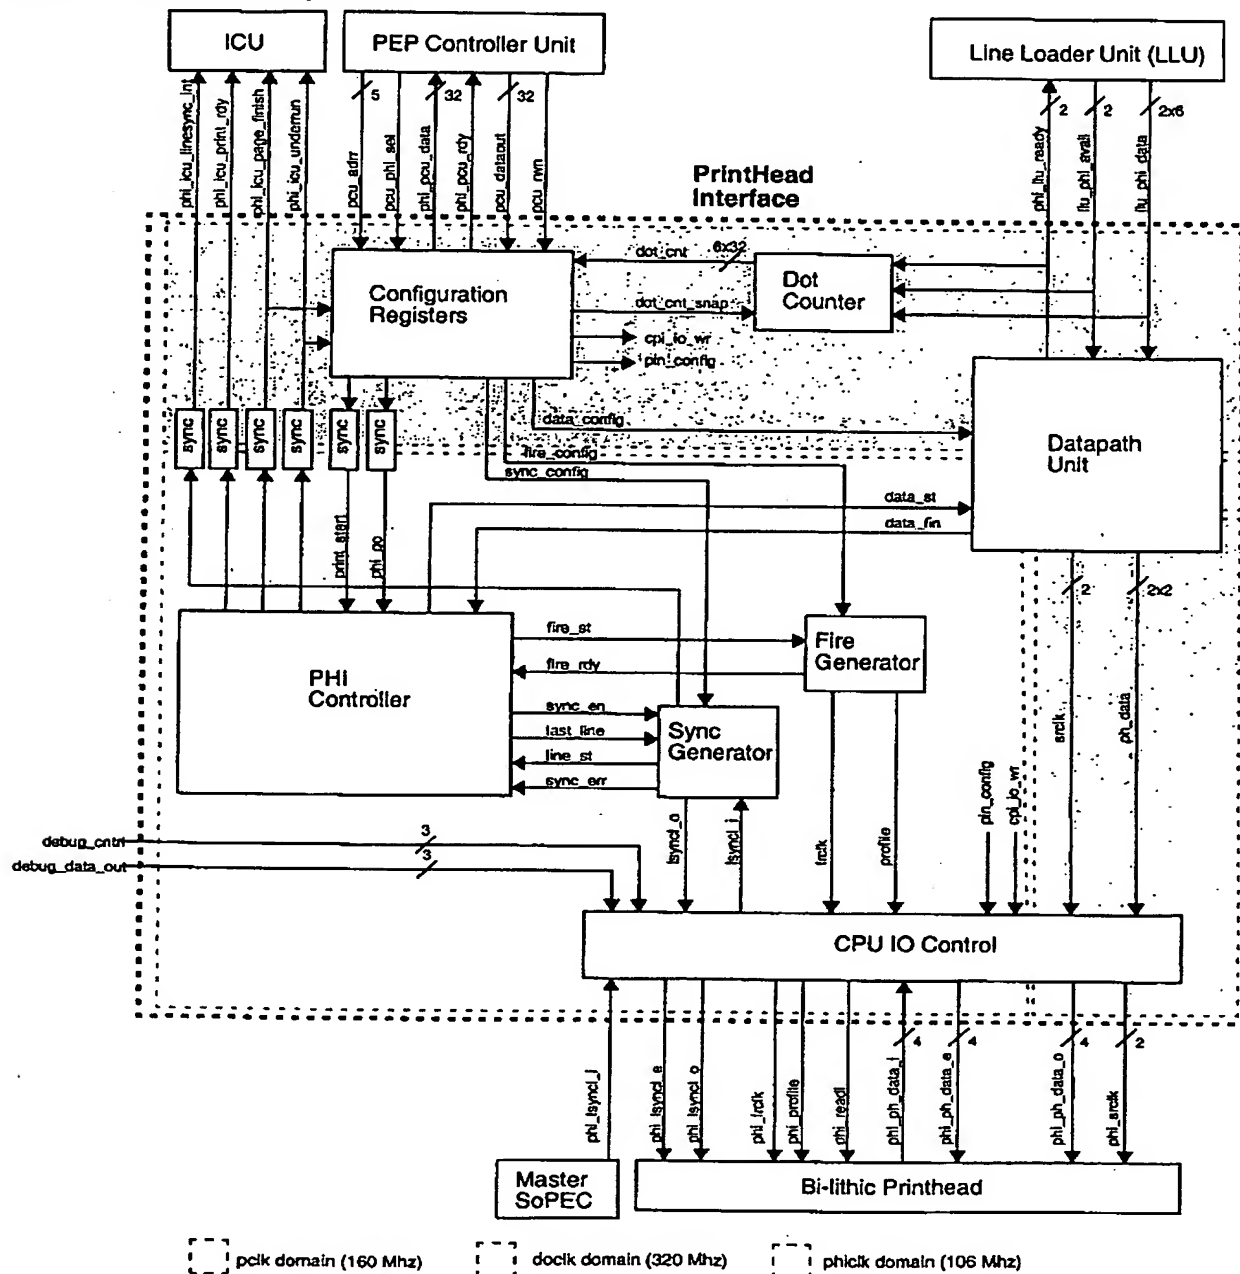 ICU
PEP Controller Unit
Line Loader Unit (LLU)
phi_icu_linesync_int
phi_icu_print_rdy
phi_icu_page_finish
phi_icu_underrun
5
32
32
pcu_adrr
pcu_phi_sel
phi_pcu_data
phi_pcu_rdy
pcu_dataout
pcu_rwn
2
2
2x6
phi_llu_ready
llu_phi_avail
llu_phi_data
PrintHead
Interface
Configuration
Registers
dot_cnt
6x32
dot_cnt_snap
cpi_io_wr
pin_config
Dot
Counter
sync
sync
sync
sync
sync
sync
data_config
fire_config
sync_config
Datapath
Unit
data_st
data_fin
print_start
phi_go
2
2x2
srclk
ph_data
PHI
Controller
fire_st
fire_rdy
Fire
Generator
sync_en
last_line
line_st
sync_err
Sync
Generator
lsyncl_o
lsyncl_i
frclk
profile
pin_config
cpi_io_wr
debug_cntrl
3
debug_data_out
3
CPU IO Control
phi_lsyncl_i
phi_lsyncl_e
phi_lsyncl_o
phi_frclk
phi_profile
phi_readl
phi_ph_data_i
4
phi_ph_data_e
4
phi_ph_data_o
4
phi_srclk
2
Master
SoPEC
Bi-lithic Printhead
pclk domain (160 Mhz)
doclk domain (320 Mhz)
phiclk domain (106 Mhz)